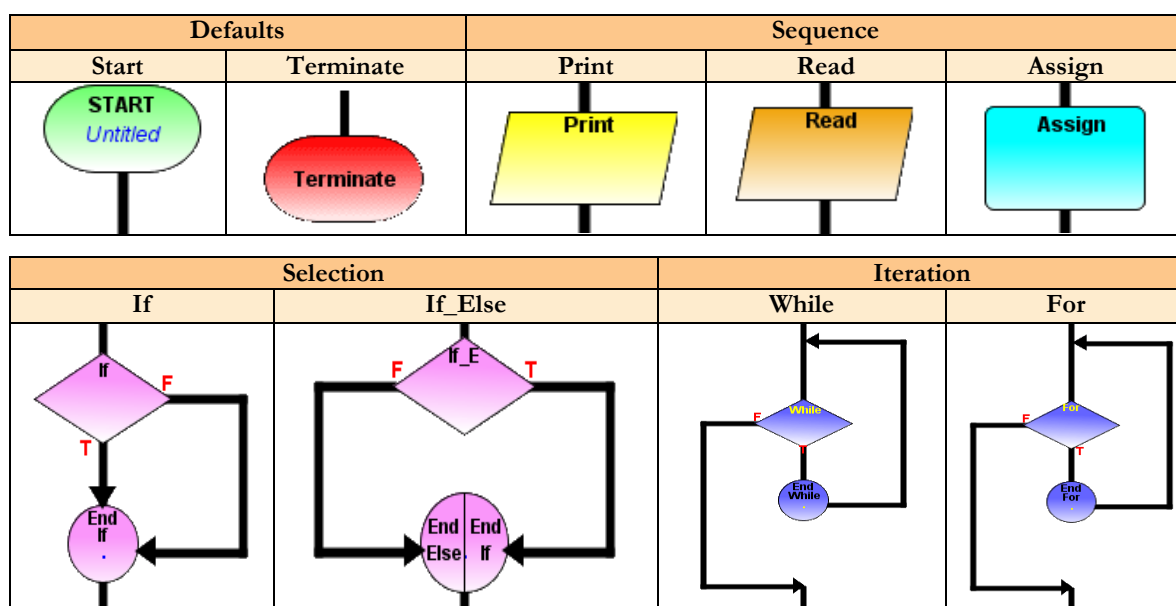 Defaults Sequence
Start Terminate Print Read Assign
START
Untitled
Terminate
Print
Read
Assign
Selection Iteration
If If_Else While For
If
F
T
End
If
If_E
F T
End End
Else If
While
F
T
End
While
For
F
T
End
For